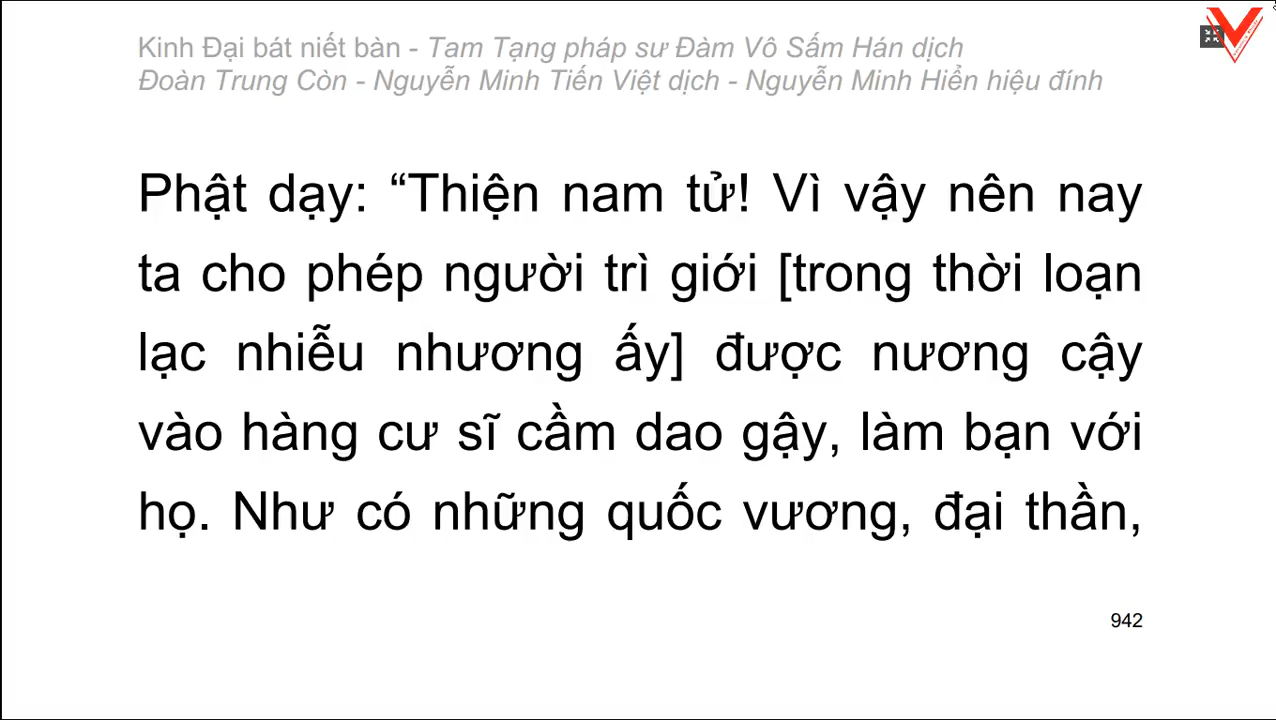 Kinh Đại bát niết bàn - Tam Tạng pháp sư Đàm Vô Sấm Hán dịch
Đoàn Trung Còn - Nguyễn Minh Tiến Việt dịch - Nguyễn Minh Hiển hiệu đính
Phật dạy: “Thiện nam tử! Vì vậy nên nay
ta cho phép người trì giới [trong thời loạn
lạc nhiễu nhương ấy] được nương cậy
vào hàng cư sĩ cầm dao gậy, làm bạn với
họ. Như có những quốc vương, đại thần,
942